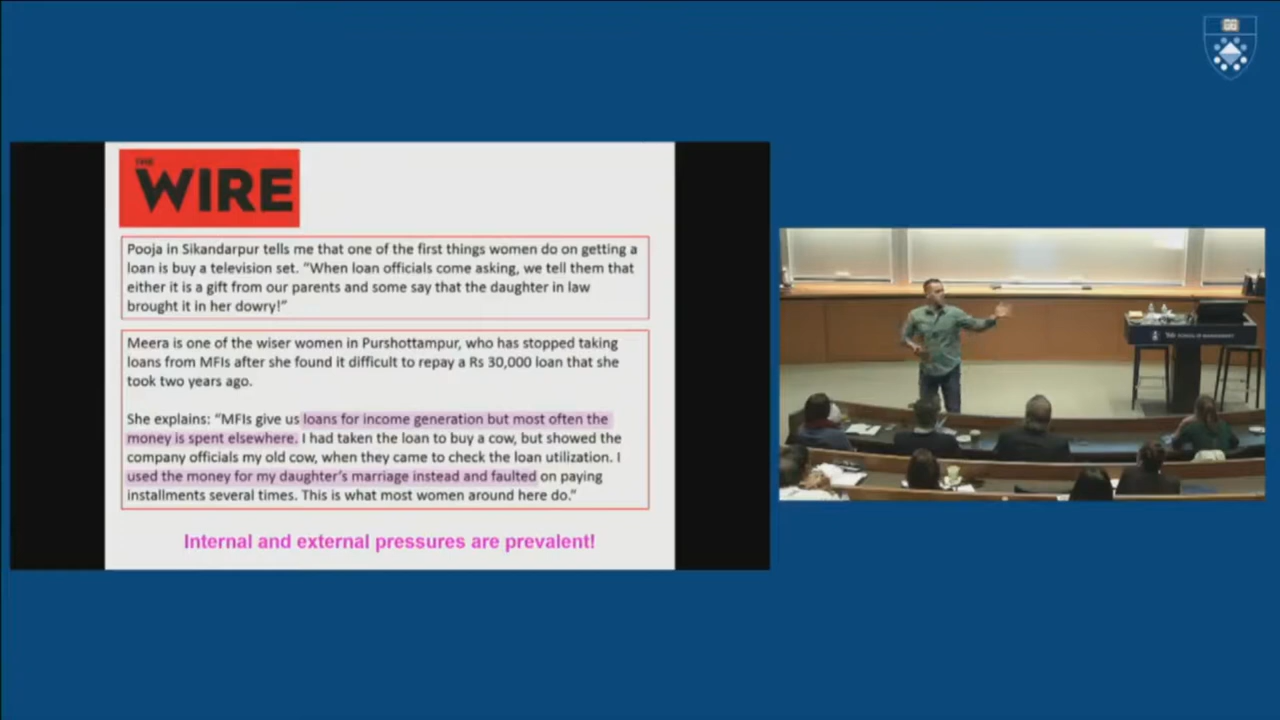 THE
WIRE
Pooja in Sikandarpur tells me that one of the first things women do on getting a
loan is buy a television set. “When loan officials come asking, we tell them that
either it is a gift from our parents and some say that the daughter in law
brought it in her dowry!”
Meera is one of the wiser women in Purshottampur, who has stopped taking
loans from MFIs after she found it difficult to repay a Rs 30,000 loan that she
took two years ago.
She explains: “MFIs give us loans for income generation but most often the
money is spent elsewhere. I had taken the loan to buy a cow, but showed the
company officials my old cow, when they came to check the loan utilization. I
used the money for my daughter’s marriage instead and faulted on paying
installments several times. This is what most women around here do.”
Internal and external pressures are prevalent!
Yale SCHOOL OF MANAGEMENT